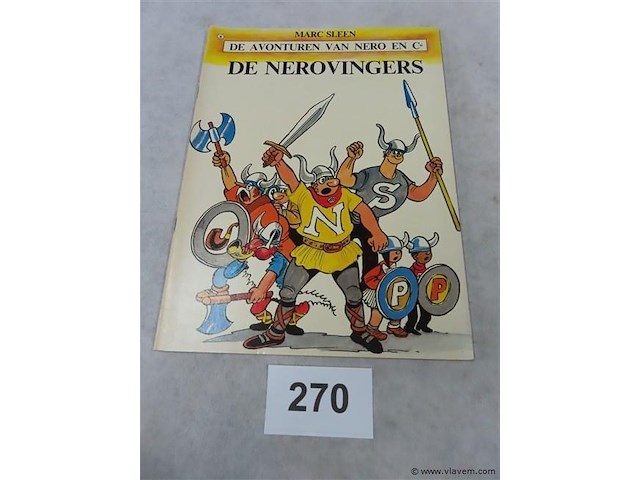 MARC SLEEN
DE AVONTUREN VAN NERO EN Co
DE NEROVINGERS
N
S
P
P
270
© www.vlavem.com